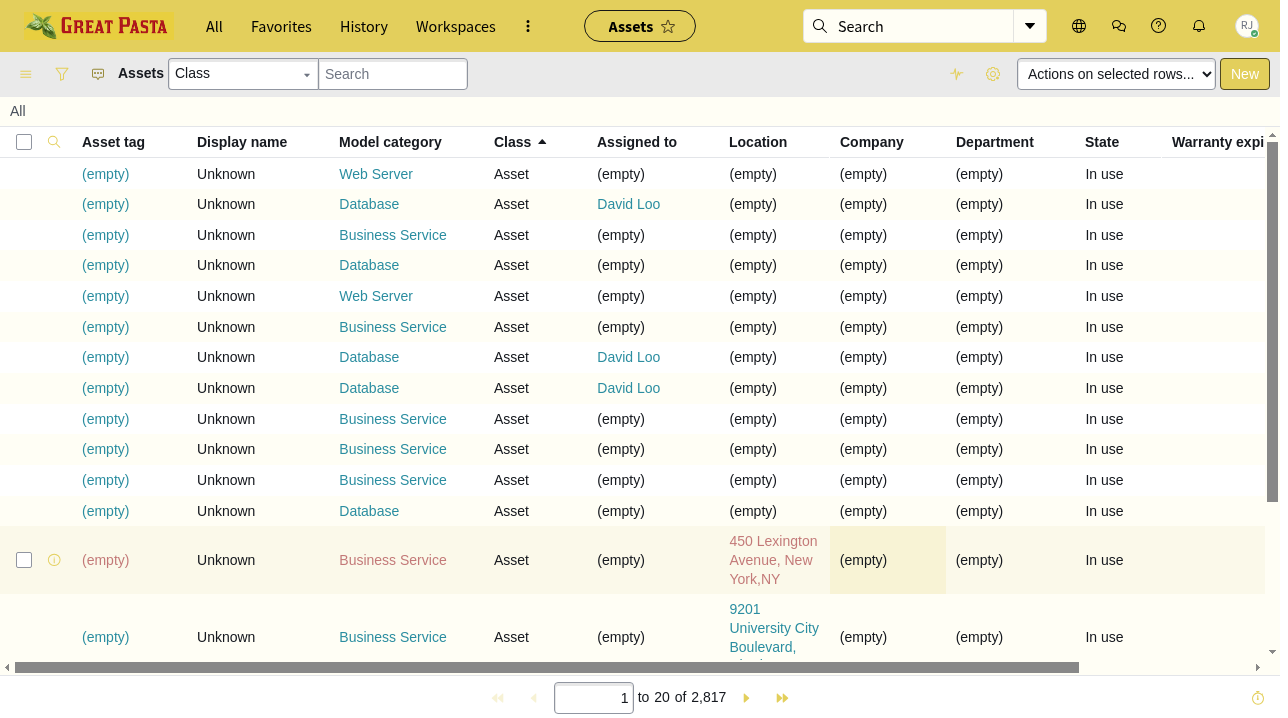 GREAT PASTA All Favorites History Workspaces Assets Search RJ
Assets Class Search Actions on selected rows... New
All
Asset tag Display name Model category Class Assigned to Location Company Department State Warranty expi
(empty) Unknown Web Server Asset (empty) (empty) (empty) (empty) In use
(empty) Unknown Database Asset David Loo (empty) (empty) (empty) In use
(empty) Unknown Business Service Asset (empty) (empty) (empty) (empty) In use
(empty) Unknown Database Asset (empty) (empty) (empty) (empty) In use
(empty) Unknown Web Server Asset (empty) (empty) (empty) (empty) In use
(empty) Unknown Business Service Asset (empty) (empty) (empty) (empty) In use
(empty) Unknown Database Asset David Loo (empty) (empty) (empty) In use
(empty) Unknown Database Asset David Loo (empty) (empty) (empty) In use
(empty) Unknown Business Service Asset (empty) (empty) (empty) (empty) In use
(empty) Unknown Business Service Asset (empty) (empty) (empty) (empty) In use
(empty) Unknown Business Service Asset (empty) (empty) (empty) (empty) In use
(empty) Unknown Database Asset (empty) (empty) (empty) (empty) In use
450 Lexington
(empty) Unknown Business Service Asset (empty) Avenue, New (empty) (empty) In use
York,NY
9201
University City
(empty) Unknown Business Service Asset (empty) (empty) (empty) In use
Boulevard,
1 to 20 of 2,817